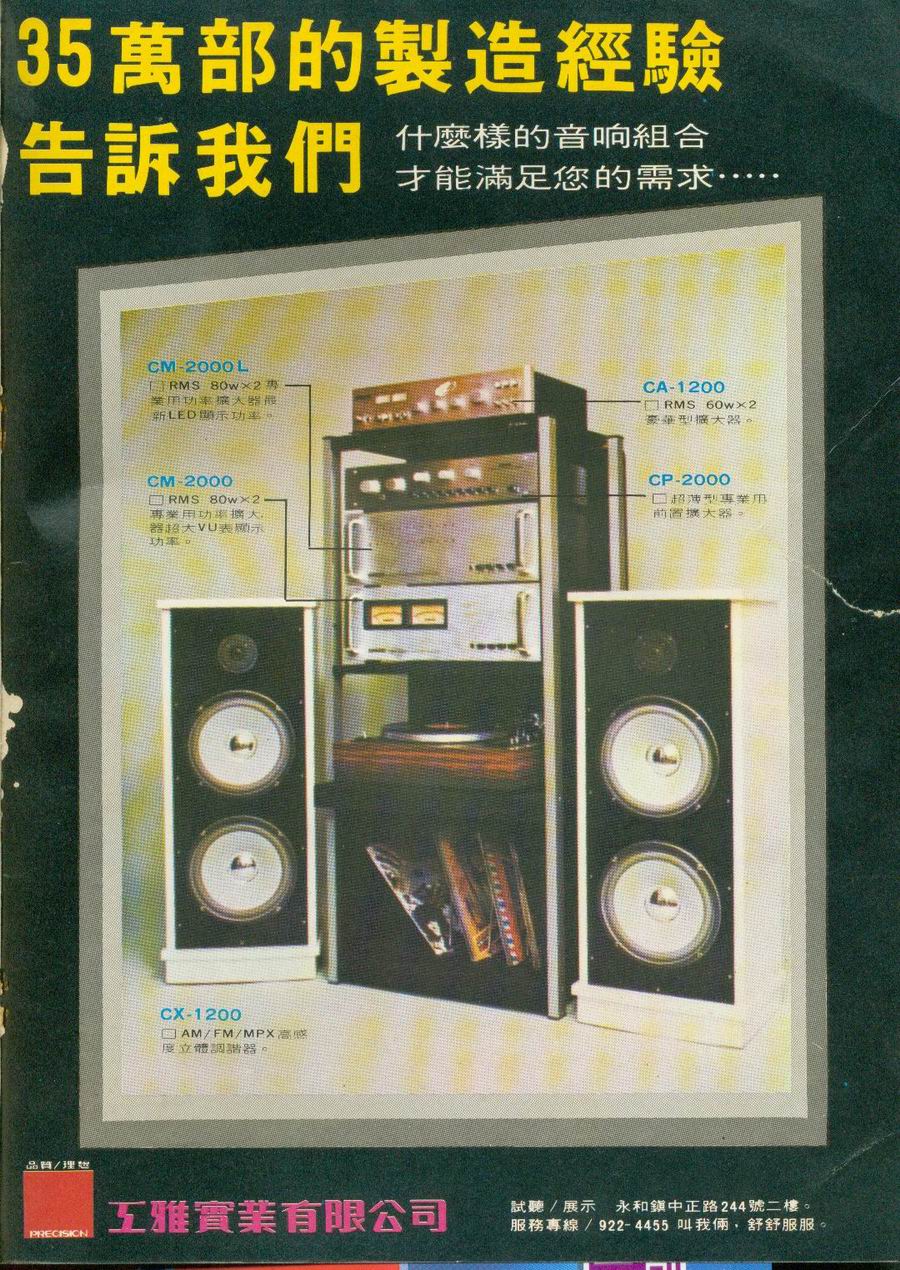 35萬部的製造經驗
告訴我們
什麼樣的音响組合
才能滿足您的需求·····
CM-2000L
□ RMS 80w×2專
業用功率擴大器最
新LED顯示功率。
CA-1200
□ RMS 60w×2
豪華型擴大器。
CM-2000
□ RMS 80w×2
專業用功率擴大
器超大VU表顯示
功率。
CP-2000
□ 超薄型專業用
前置擴大器。
CX-1200
□ AM/FM/MPX高感
度立體調諧器。
品質/理想
PRECISION
工雅實業有限公司
試聽/展示 永和鎮中正路244號二樓。
服務專線/922-4455 叫我倆，舒舒服服。